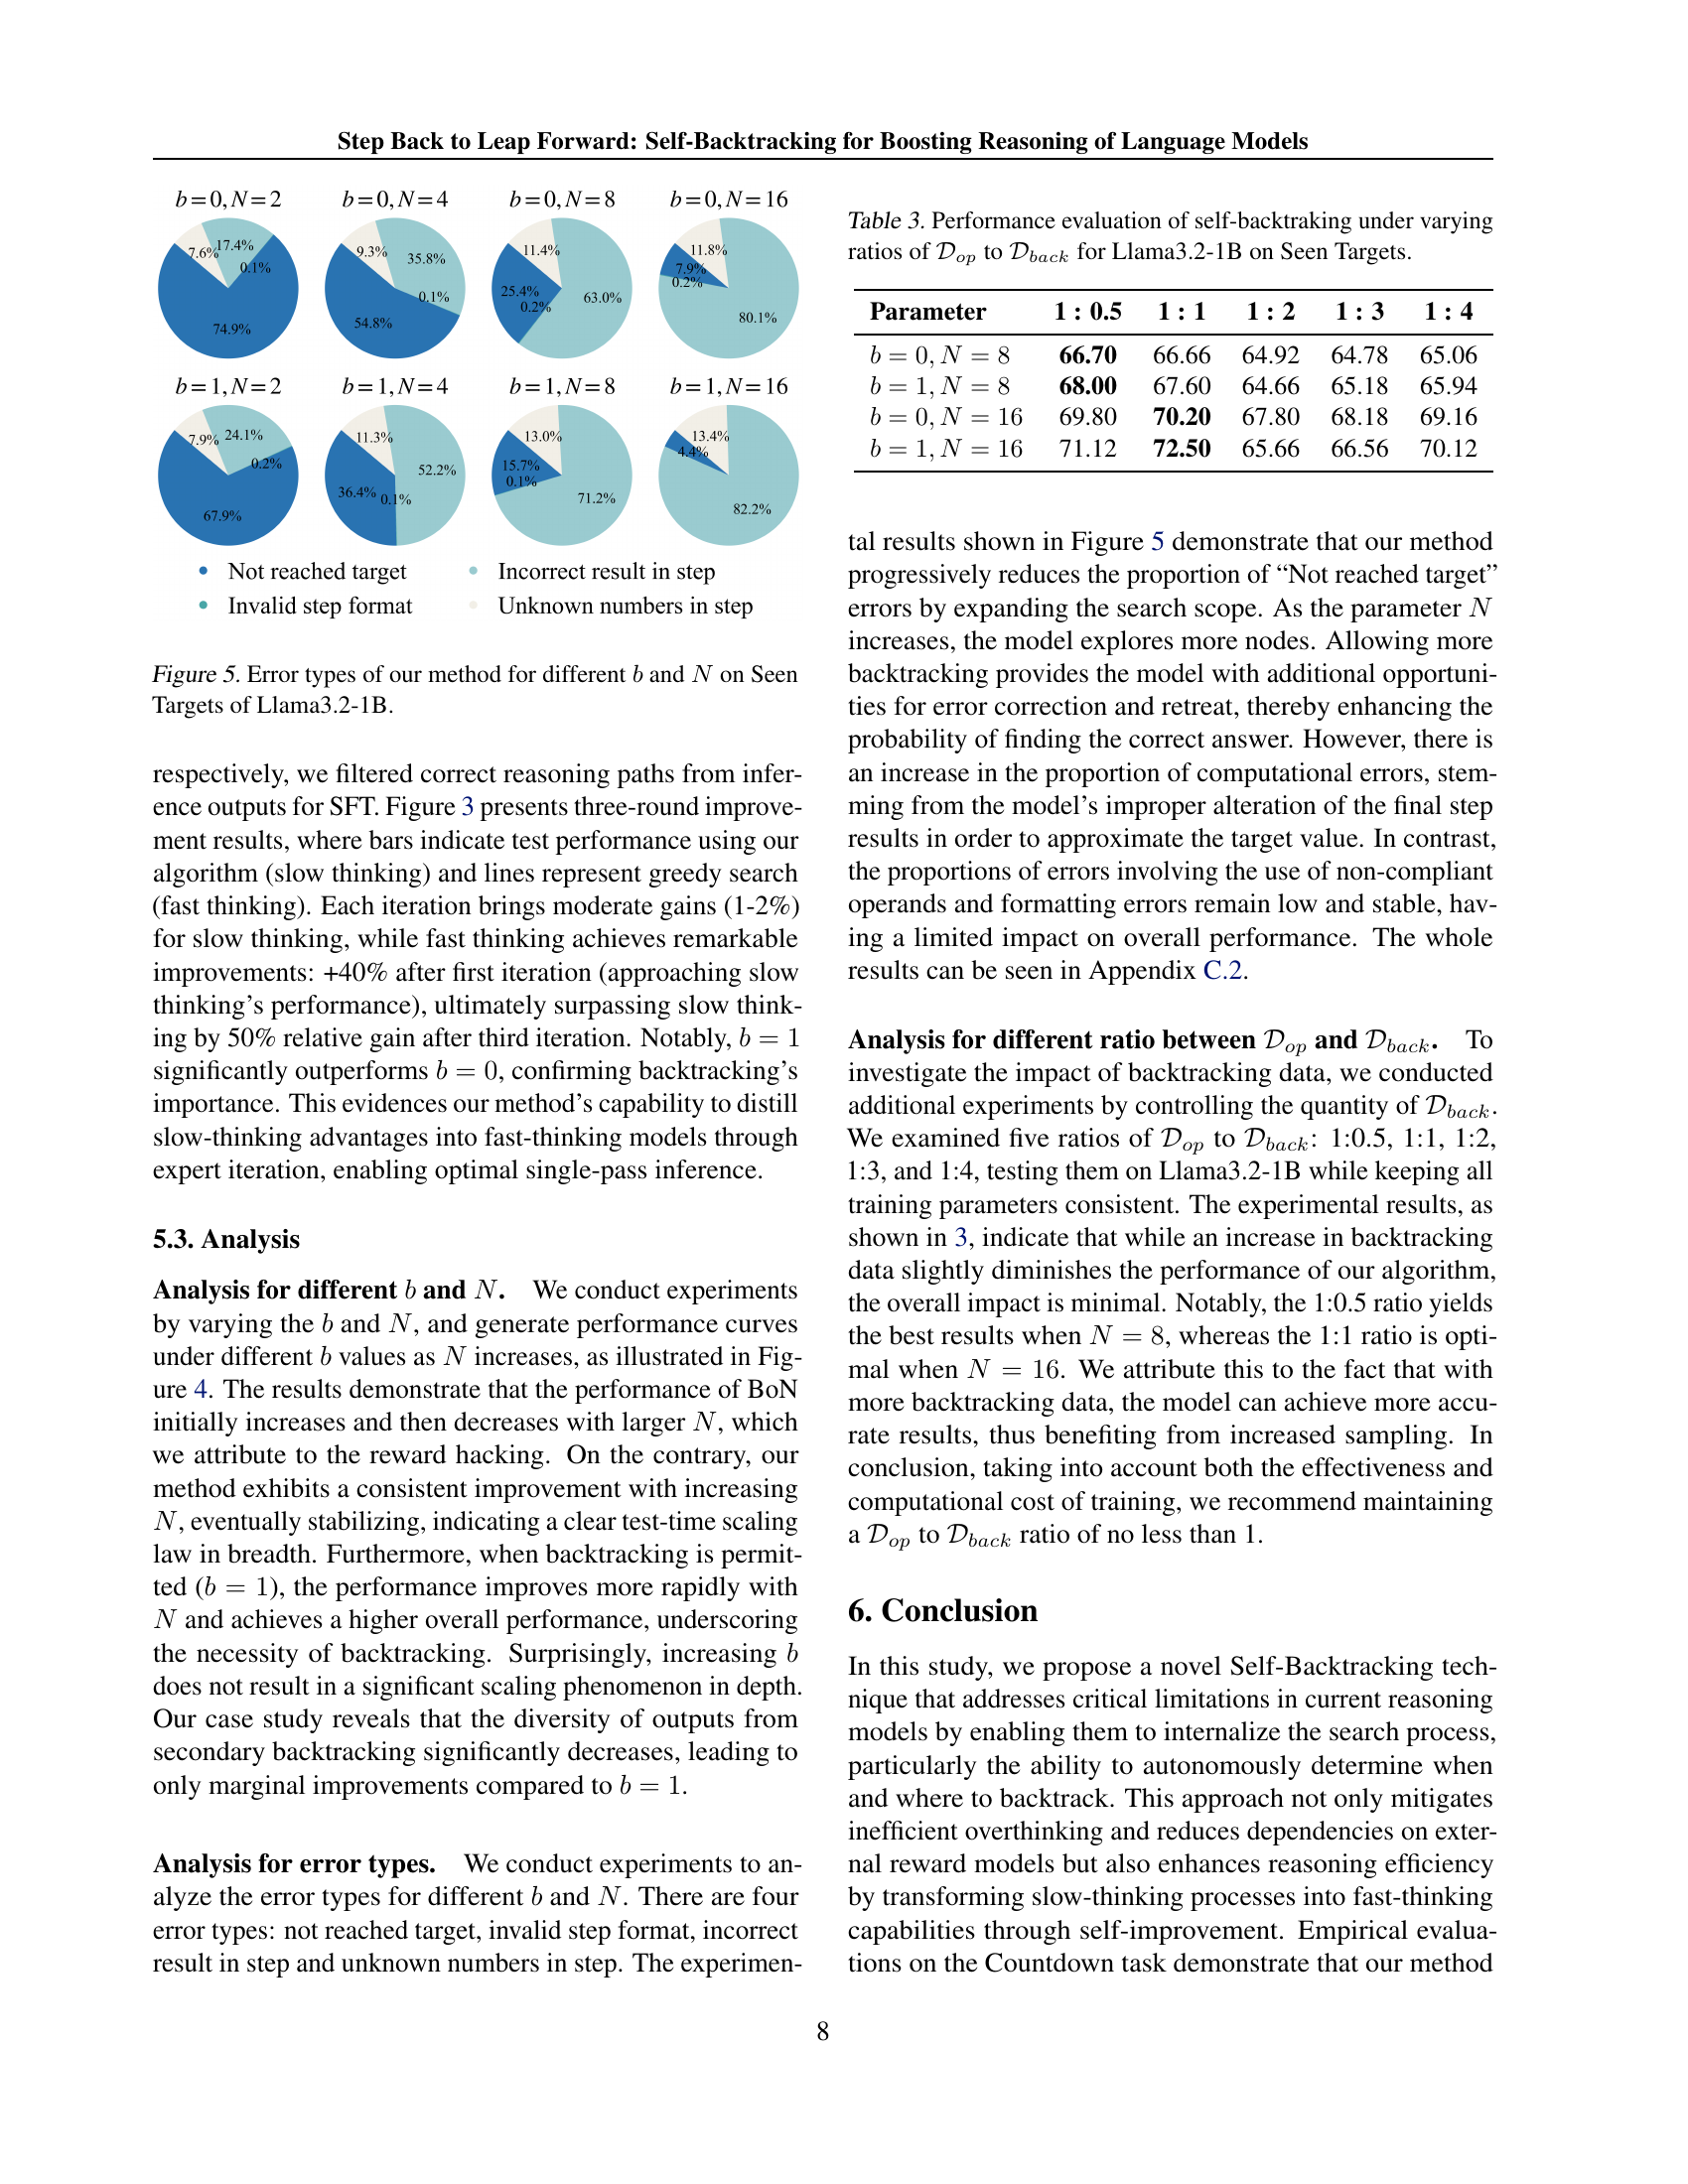 Step Back to Leap Forward: Self-Backtracking for Boosting Reasoning of Language Models
b=0,N=2
b=0,N=4
b=0,N=8
b=0,N=16
7.6%
17.4%
0.1%
74.9%
9.3%
35.8%
0.1%
54.8%
11.4%
25.4%
0.2%
63.0%
11.8%
7.9%
0.2%
80.1%
b=1,N=2
b=1,N=4
b=1,N=8
b=1,N=16
7.9%
24.1%
0.2%
67.9%
11.3%
52.2%
36.4%
0.1%
13.0%
15.7%
0.1%
71.2%
13.4%
4.4%
82.2%
Not reached target
Incorrect result in step
Invalid step format
Unknown numbers in step
Figure 5. Error types of our method for different b and N on Seen
Targets of Llama3.2-1B.
respectively, we filtered correct reasoning paths from infer-
ence outputs for SFT. Figure 3 presents three-round improve-
ment results, where bars indicate test performance using our
algorithm (slow thinking) and lines represent greedy search
(fast thinking). Each iteration brings moderate gains (1-2%)
for slow thinking, while fast thinking achieves remarkable
improvements: +40% after first iteration (approaching slow
thinking's performance), ultimately surpassing slow think-
ing by 50% relative gain after third iteration. Notably, b = 1
significantly outperforms b = 0, confirming backtracking's
importance. This evidences our method's capability to distill
slow-thinking advantages into fast-thinking models through
expert iteration, enabling optimal single-pass inference.
5.3. Analysis
Analysis for different b and N. We conduct experiments
by varying the b and N, and generate performance curves
under different b values as N increases, as illustrated in Fig-
ure 4. The results demonstrate that the performance of BoN
initially increases and then decreases with larger N, which
we attribute to the reward hacking. On the contrary, our
method exhibits a consistent improvement with increasing
N, eventually stabilizing, indicating a clear test-time scaling
law in breadth. Furthermore, when backtracking is permit-
ted (b = 1), the performance improves more rapidly with
N and achieves a higher overall performance, underscoring
the necessity of backtracking. Surprisingly, increasing b
does not result in a significant scaling phenomenon in depth.
Our case study reveals that the diversity of outputs from
secondary backtracking significantly decreases, leading to
only marginal improvements compared to b = 1.
Analysis for error types. We conduct experiments to an-
alyze the error types for different b and N. There are four
error types: not reached target, invalid step format, incorrect
result in step and unknown numbers in step. The experimen-
Table 3. Performance evaluation of self-backtraking under varying
ratios of D_op to D_back for Llama3.2-1B on Seen Targets.
Parameter 1 : 0.5 1 : 1 1 : 2 1 : 3 1 : 4
b = 0, N = 8 66.70 66.66 64.92 64.78 65.06
b = 1, N = 8 68.00 67.60 64.66 65.18 65.94
b = 0, N = 16 69.80 70.20 67.80 68.18 69.16
b = 1, N = 16 71.12 72.50 65.66 66.56 70.12
tal results shown in Figure 5 demonstrate that our method
progressively reduces the proportion of “Not reached target”
errors by expanding the search scope. As the parameter N
increases, the model explores more nodes. Allowing more
backtracking provides the model with additional opportuni-
ties for error correction and retreat, thereby enhancing the
probability of finding the correct answer. However, there is
an increase in the proportion of computational errors, stem-
ming from the model's improper alteration of the final step
results in order to approximate the target value. In contrast,
the proportions of errors involving the use of non-compliant
operands and formatting errors remain low and stable, hav-
ing a limited impact on overall performance. The whole
results can be seen in Appendix C.2.
Analysis for different ratio between D_op and D_back. To
investigate the impact of backtracking data, we conducted
additional experiments by controlling the quantity of D_back.
We examined five ratios of D_op to D_back: 1:0.5, 1:1, 1:2,
1:3, and 1:4, testing them on Llama3.2-1B while keeping all
training parameters consistent. The experimental results, as
shown in 3, indicate that while an increase in backtracking
data slightly diminishes the performance of our algorithm,
the overall impact is minimal. Notably, the 1:0.5 ratio yields
the best results when N = 8, whereas the 1:1 ratio is opti-
mal when N = 16. We attribute this to the fact that with
more backtracking data, the model can achieve more accu-
rate results, thus benefiting from increased sampling. In
conclusion, taking into account both the effectiveness and
computational cost of training, we recommend maintaining
a D_op to D_back ratio of no less than 1.
6. Conclusion
In this study, we propose a novel Self-Backtracking tech-
nique that addresses critical limitations in current reasoning
models by enabling them to internalize the search process,
particularly the ability to autonomously determine when
and where to backtrack. This approach not only mitigates
inefficient overthinking and reduces dependencies on exter-
nal reward models but also enhances reasoning efficiency
by transforming slow-thinking processes into fast-thinking
capabilities through self-improvement. Empirical evalua-
tions on the Countdown task demonstrate that our method
8